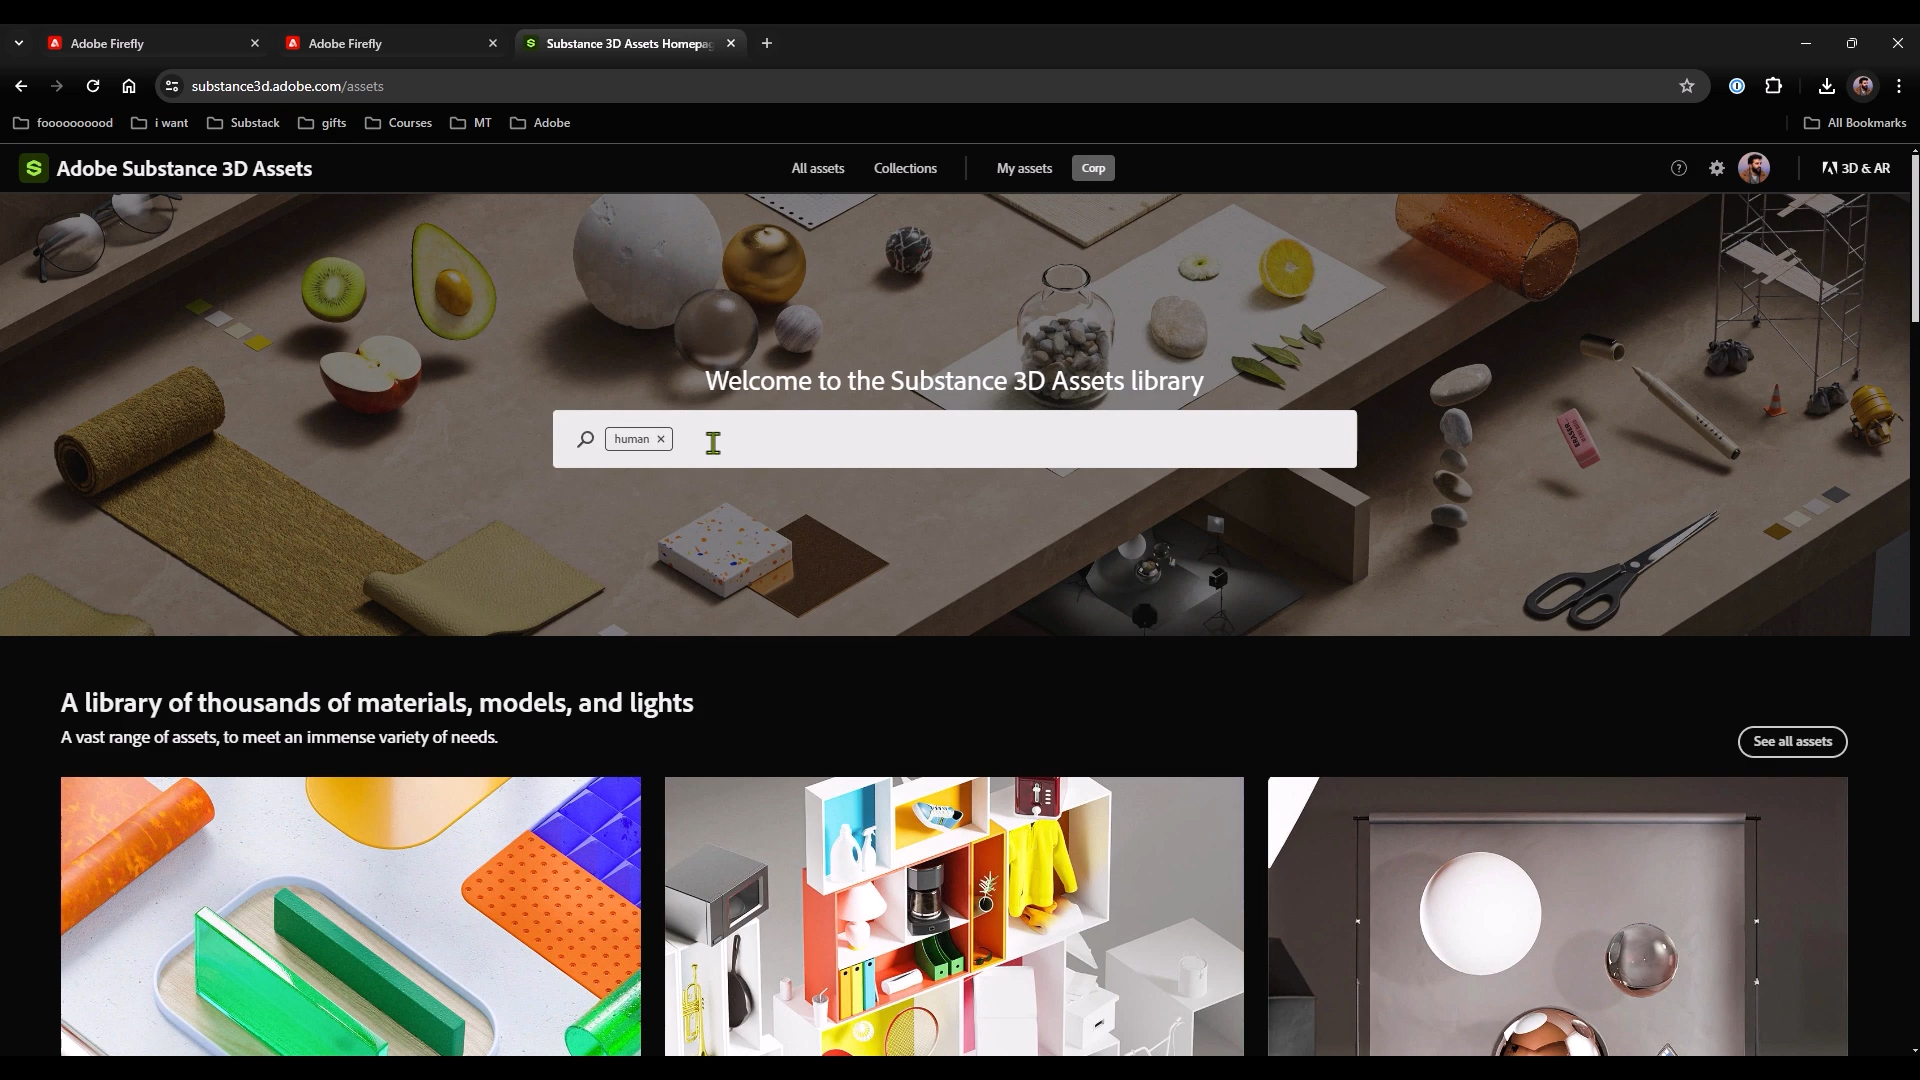 Adobe Firefly
Adobe Firefly
Substance 3D Assets Homepag
substance3d.adobe.com/assets
fooooooood
i want
Substack
gifts
Courses
MT
Adobe
All Bookmarks
Adobe Substance 3D Assets
All assets
Collections
My assets
Corp
3D & AR
Welcome to the Substance 3D Assets library
human
A library of thousands of materials, models, and lights
A vast range of assets, to meet an immense variety of needs.
See all assets
ERASER